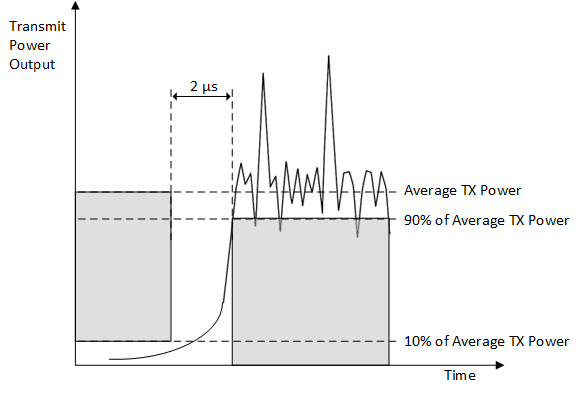 Transmit
Power
Output
2 µs
Average TX Power
90% of Average TX Power
10% of Average TX Power
Time